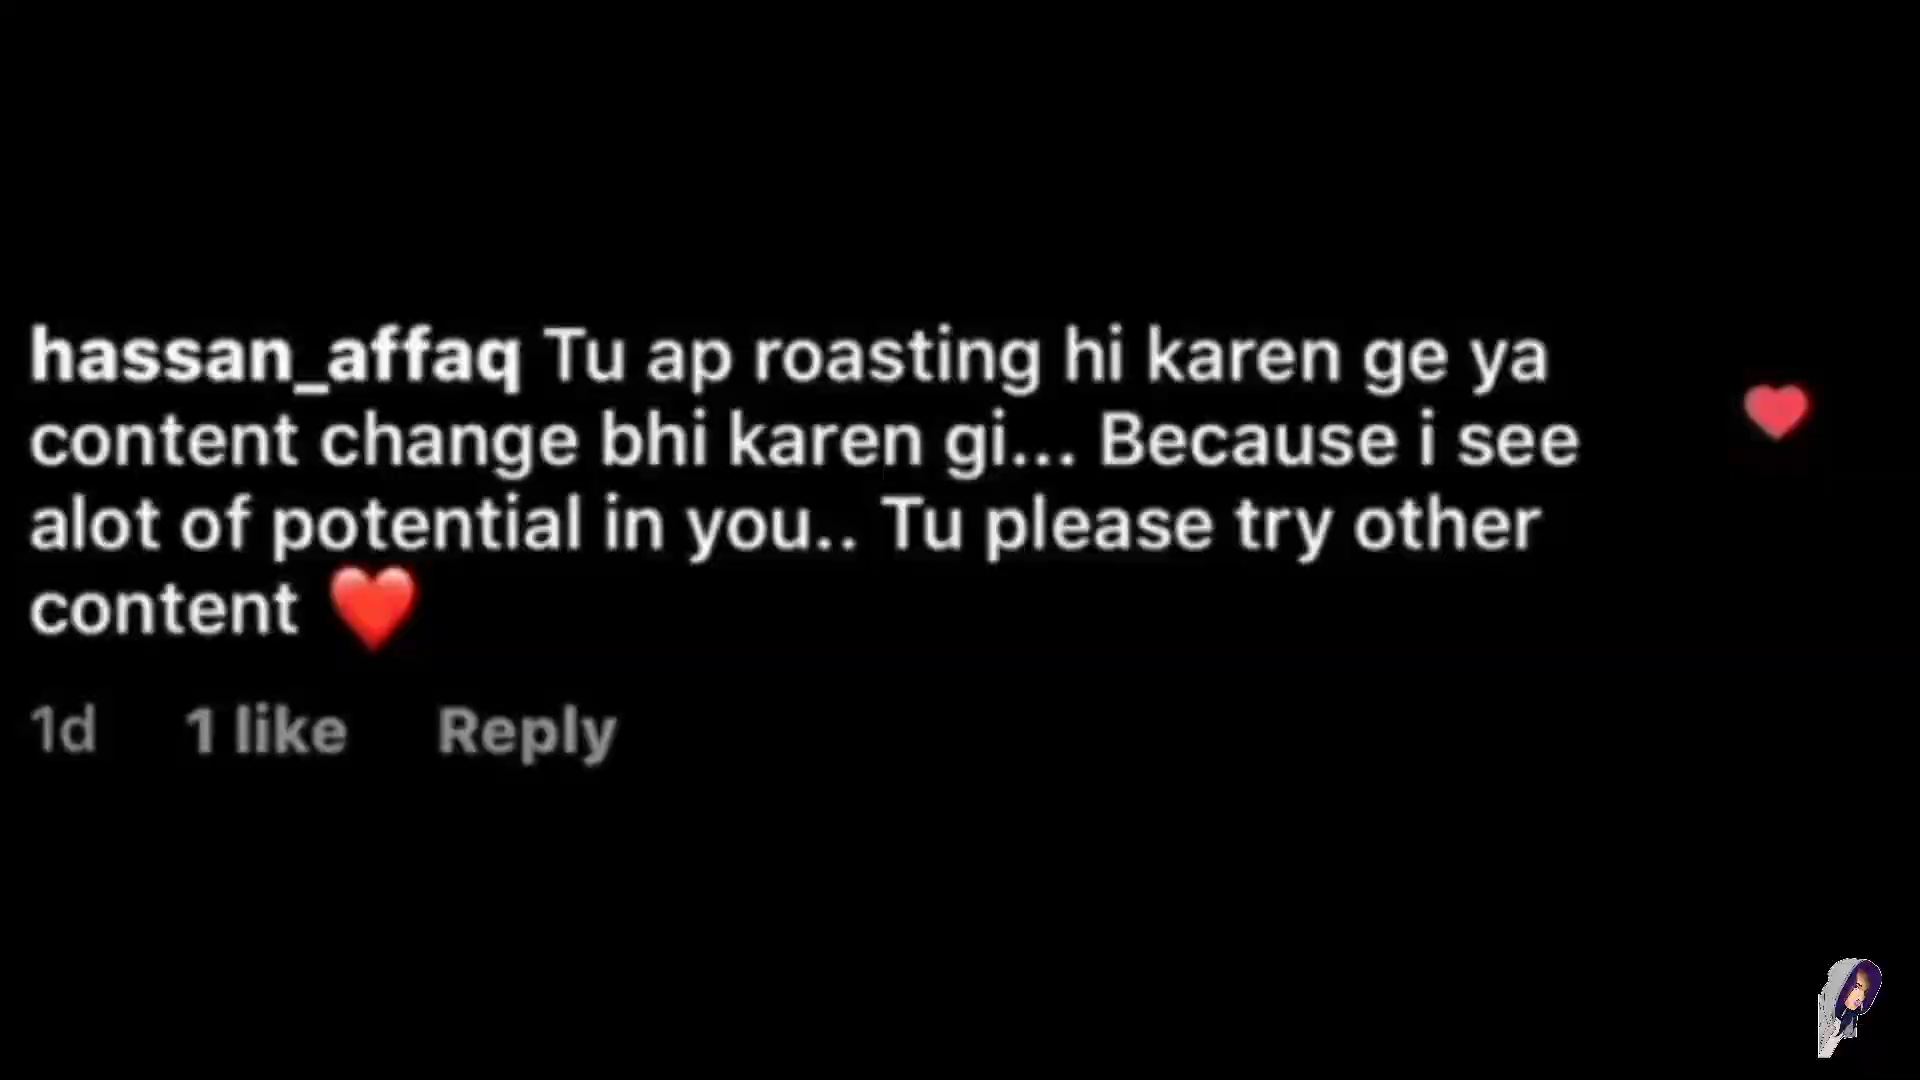 hassan_affaq Tu ap roasting hi karen ge ya
content change bhi karen gi... Because i see
alot of potential in you.. Tu please try other
content ❤️
1d 1 like Reply